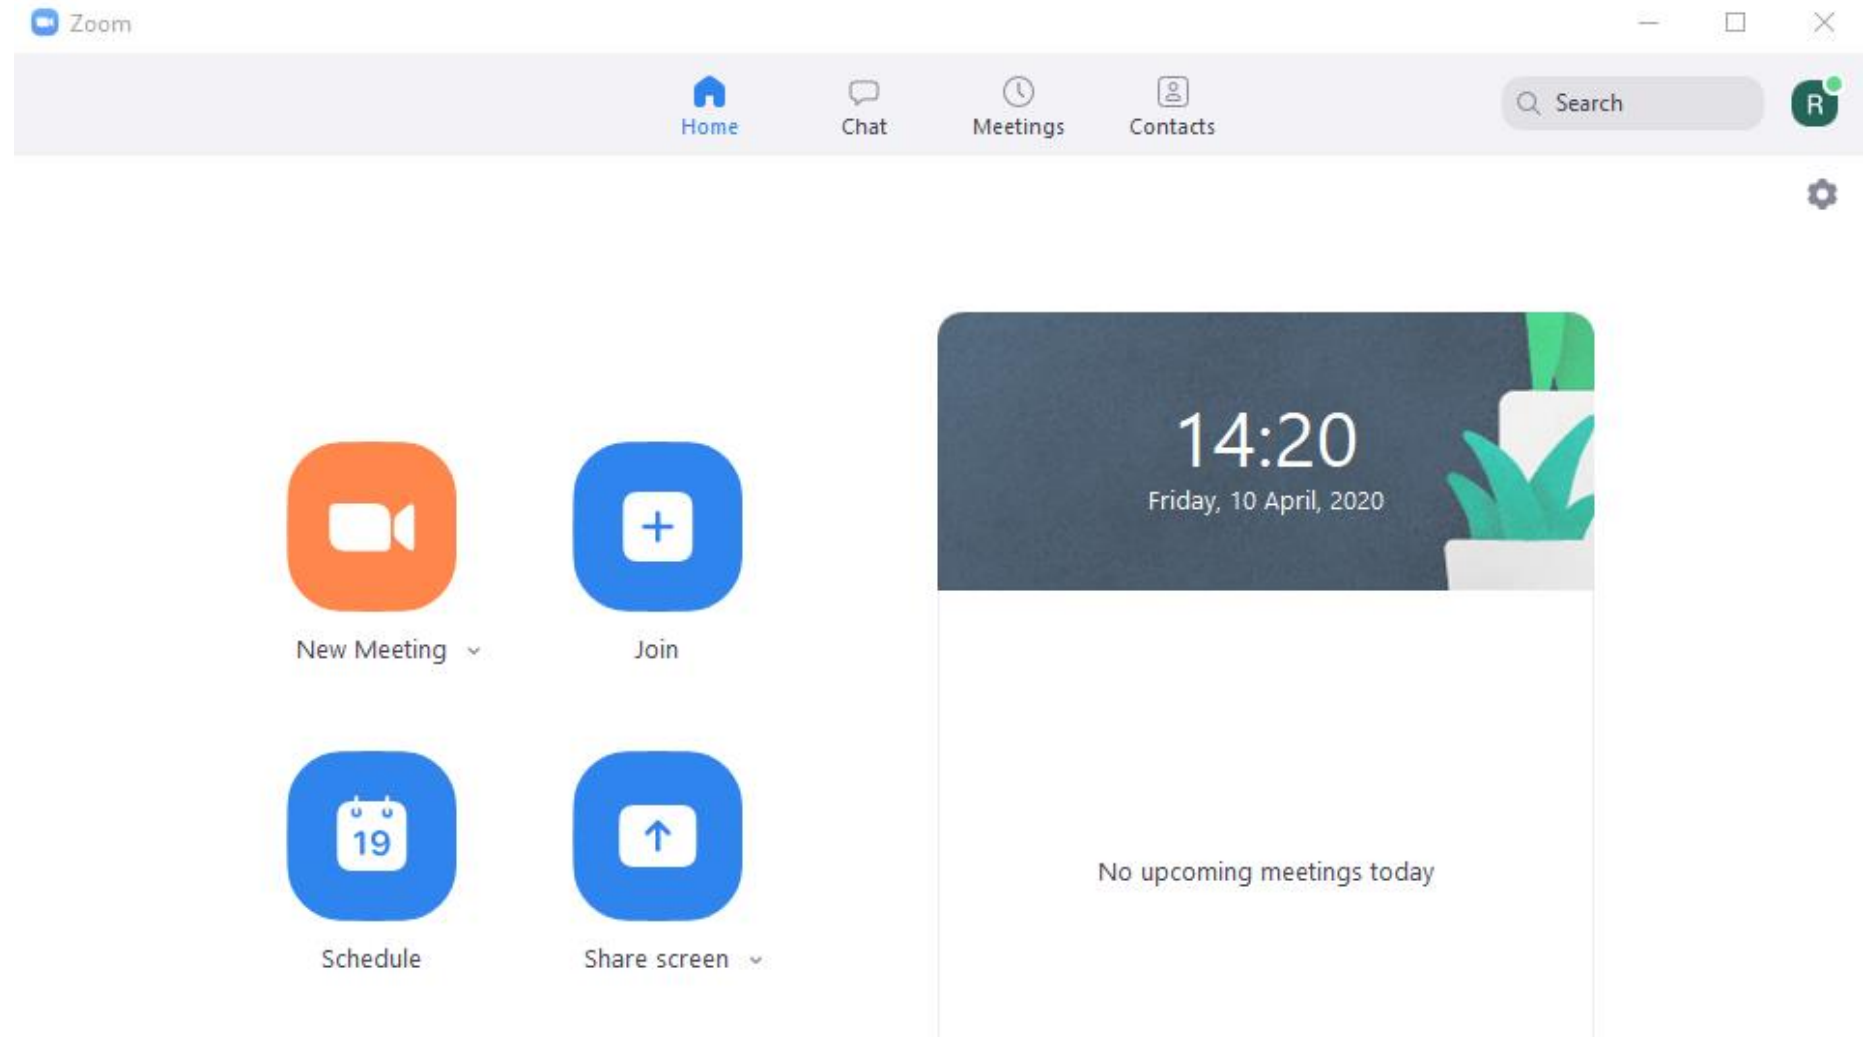 Zoom
Home
Chat
Meetings
Contacts
Search
R
14:20
Friday, 10 April, 2020
New Meeting
Join
19
Schedule
Share screen
No upcoming meetings today